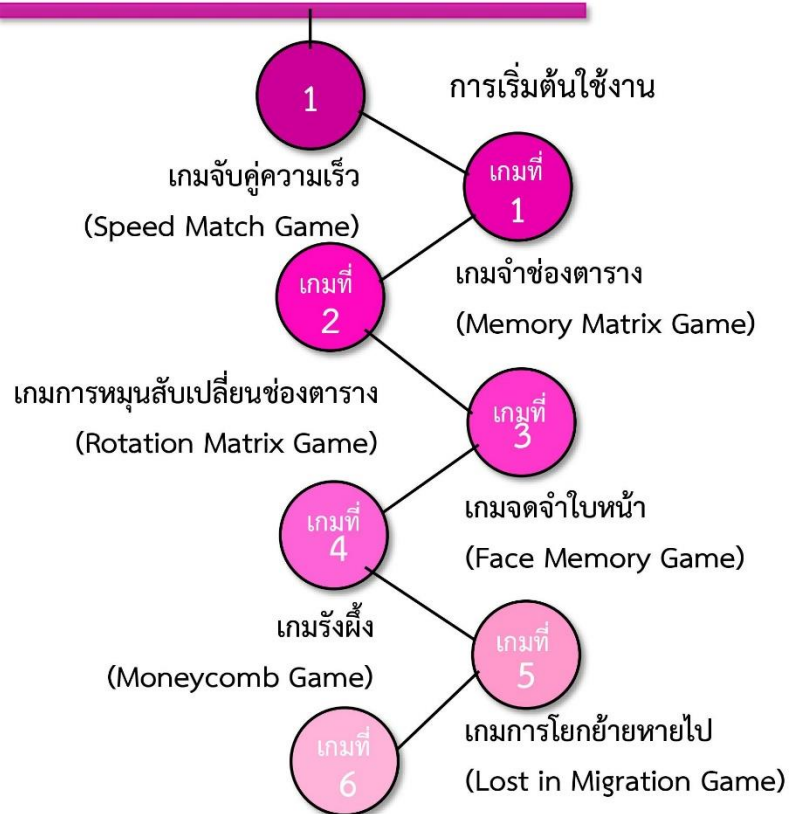 1
การเริ่มต้นใช้งาน
เกมจับคู่ความเร็ว
(Speed Match Game)
เกมที่
1
เกมที่
2
เกมจำช่องตาราง
(Memory Matrix Game)
เกมการหมุนสับเปลี่ยนช่องตาราง
(Rotation Matrix Game)
เกมที่
3
เกมที่
4
เกมจดจำใบหน้า
(Face Memory Game)
เกมรังผึ้ง
(Moneycomb Game)
เกมที่
5
เกมการโยกย้ายหายไป
(Lost in Migration Game)
เกมที่
6